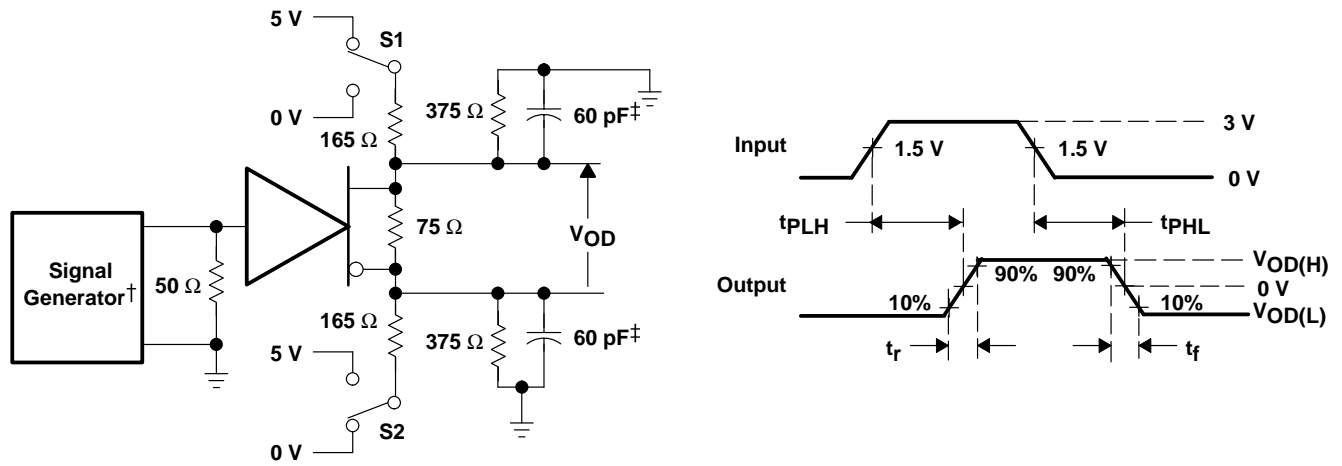 5 V
S1
0 V
165 Ω
375 Ω
60 pF‡
75 Ω
VOD
Signal
Generator†
50 Ω
165 Ω
375 Ω
60 pF‡
5 V
S2
0 V
Input
3 V
1.5 V
1.5 V
0 V
tPLH
tPHL
Output
VOD(H)
90%
90%
0 V
10%
10%
VOD(L)
tr
tf